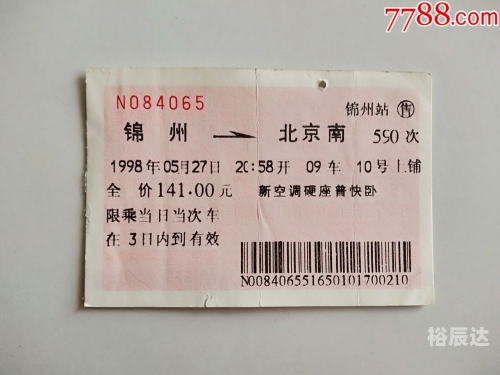 7788.com
N084065
锦州站 售
锦州 → 北京南 590 次
1998年05月27日 20:58开 09车 10号上铺
全价141.00元 新空调硬座普快卧
限乘当日当次车
在3日内到有效
N0084065516501017002​10
裕辰达